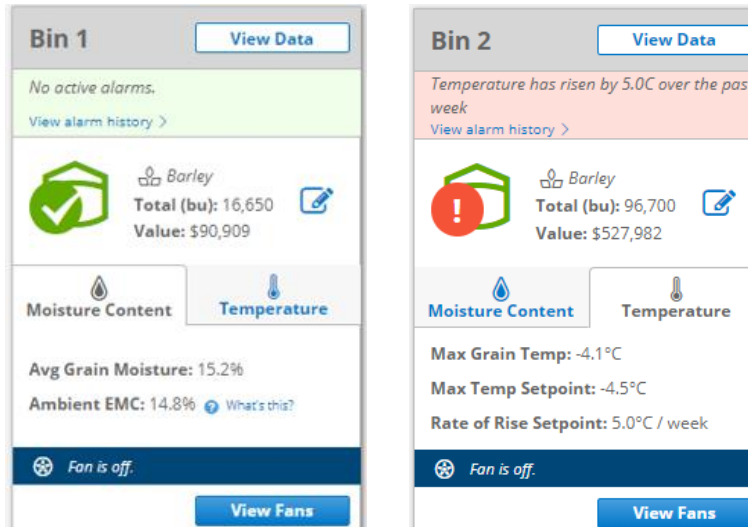 Bin 1
View Data
No active alarms.
View alarm history >
Barley
Total (bu): 16,650
Value: $90,909
Moisture Content
Temperature
Avg Grain Moisture: 15.2%
Ambient EMC: 14.8% ? What's this?
Fan is off.
View Fans
Bin 2
View Data
Temperature has risen by 5.0C over the pas
week
View alarm history >
Barley
Total (bu): 96,700
Value: $527,982
Moisture Content
Temperature
Max Grain Temp: -4.1°C
Max Temp Setpoint: -4.5°C
Rate of Rise Setpoint: 5.0°C / week
Fan is off.
View Fans